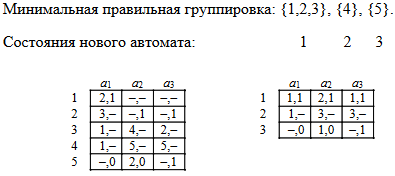 Минимальная правильная группировка: {1,2,3}, {4}, {5}.
Состояния нового автомата: 1 2 3
a1 a2 a3 a1 a2 a3
1 2,1 –,– –,– 1 1,1 2,1 1,1
2 3,– –,1 –,1 2 1,– 3,– 3,–
3 1,– 4,– 2,– 3 –,0 1,0 –,1
4 1,– 5,– 5,–
5 –,0 2,0 –,1